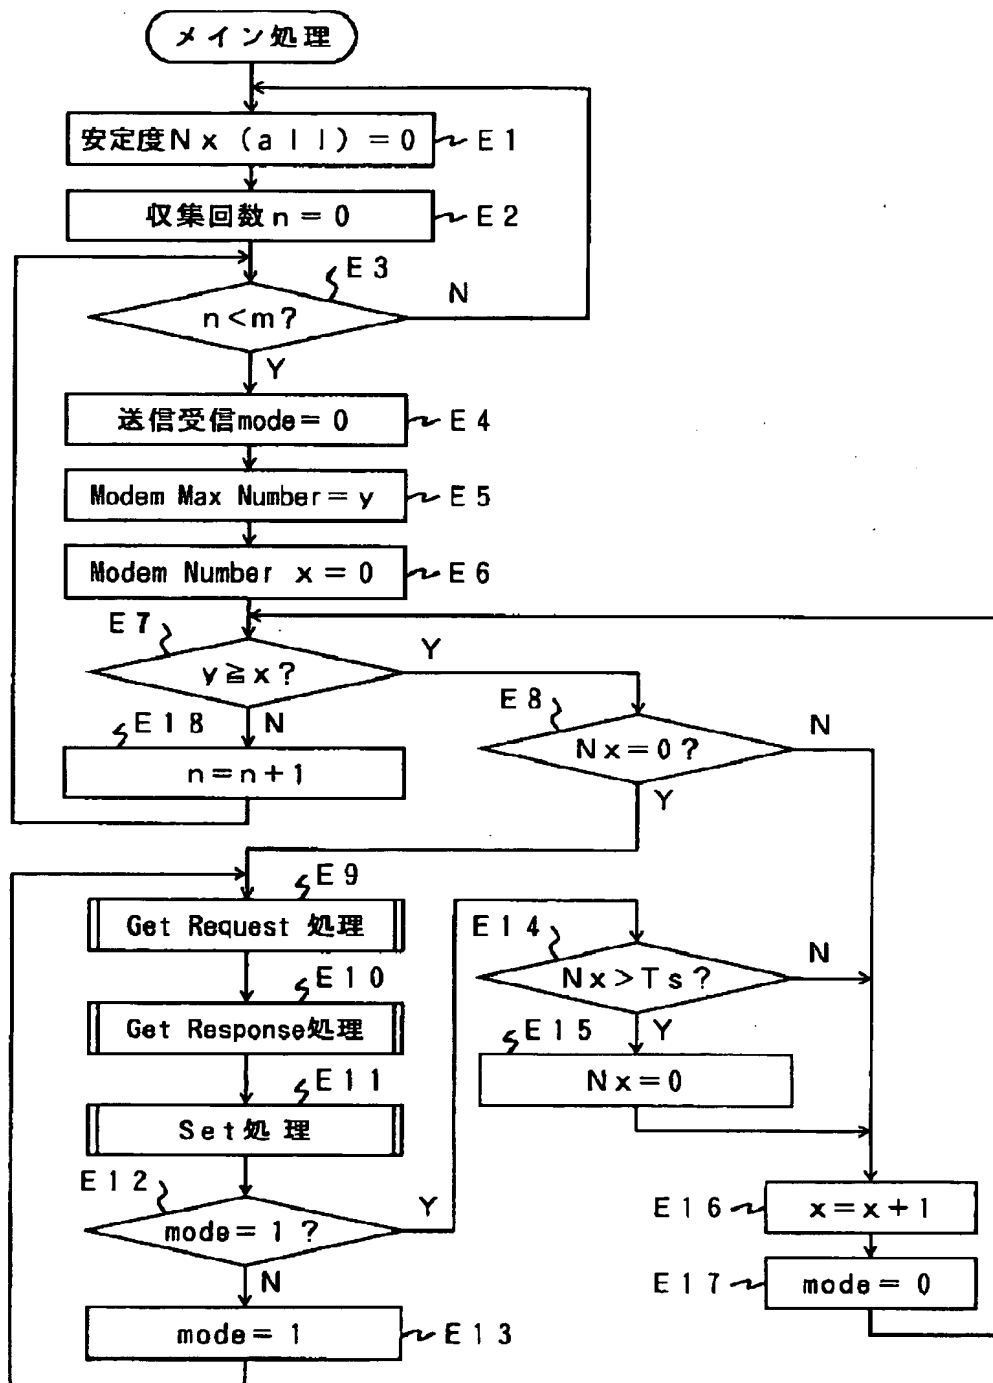 メイン処理
安定度Nx(all)=0
E1
収集回数n=0
E2
E3
n<m?
N
Y
送信受信mode=0
E4
Modem Max Number=y
E5
Modem Number x=0
E6
E7
y≧x?
Y
N
E18
n=n+1
E8
Nx=0?
N
Y
E9
Get Request 処理
E10
Get Response処理
E11
Set処理
E12
mode=1?
Y
N
mode=1
E13
E14
Nx>Ts?
N
Y
E15
Nx=0
E16
x=x+1
E17
mode=0